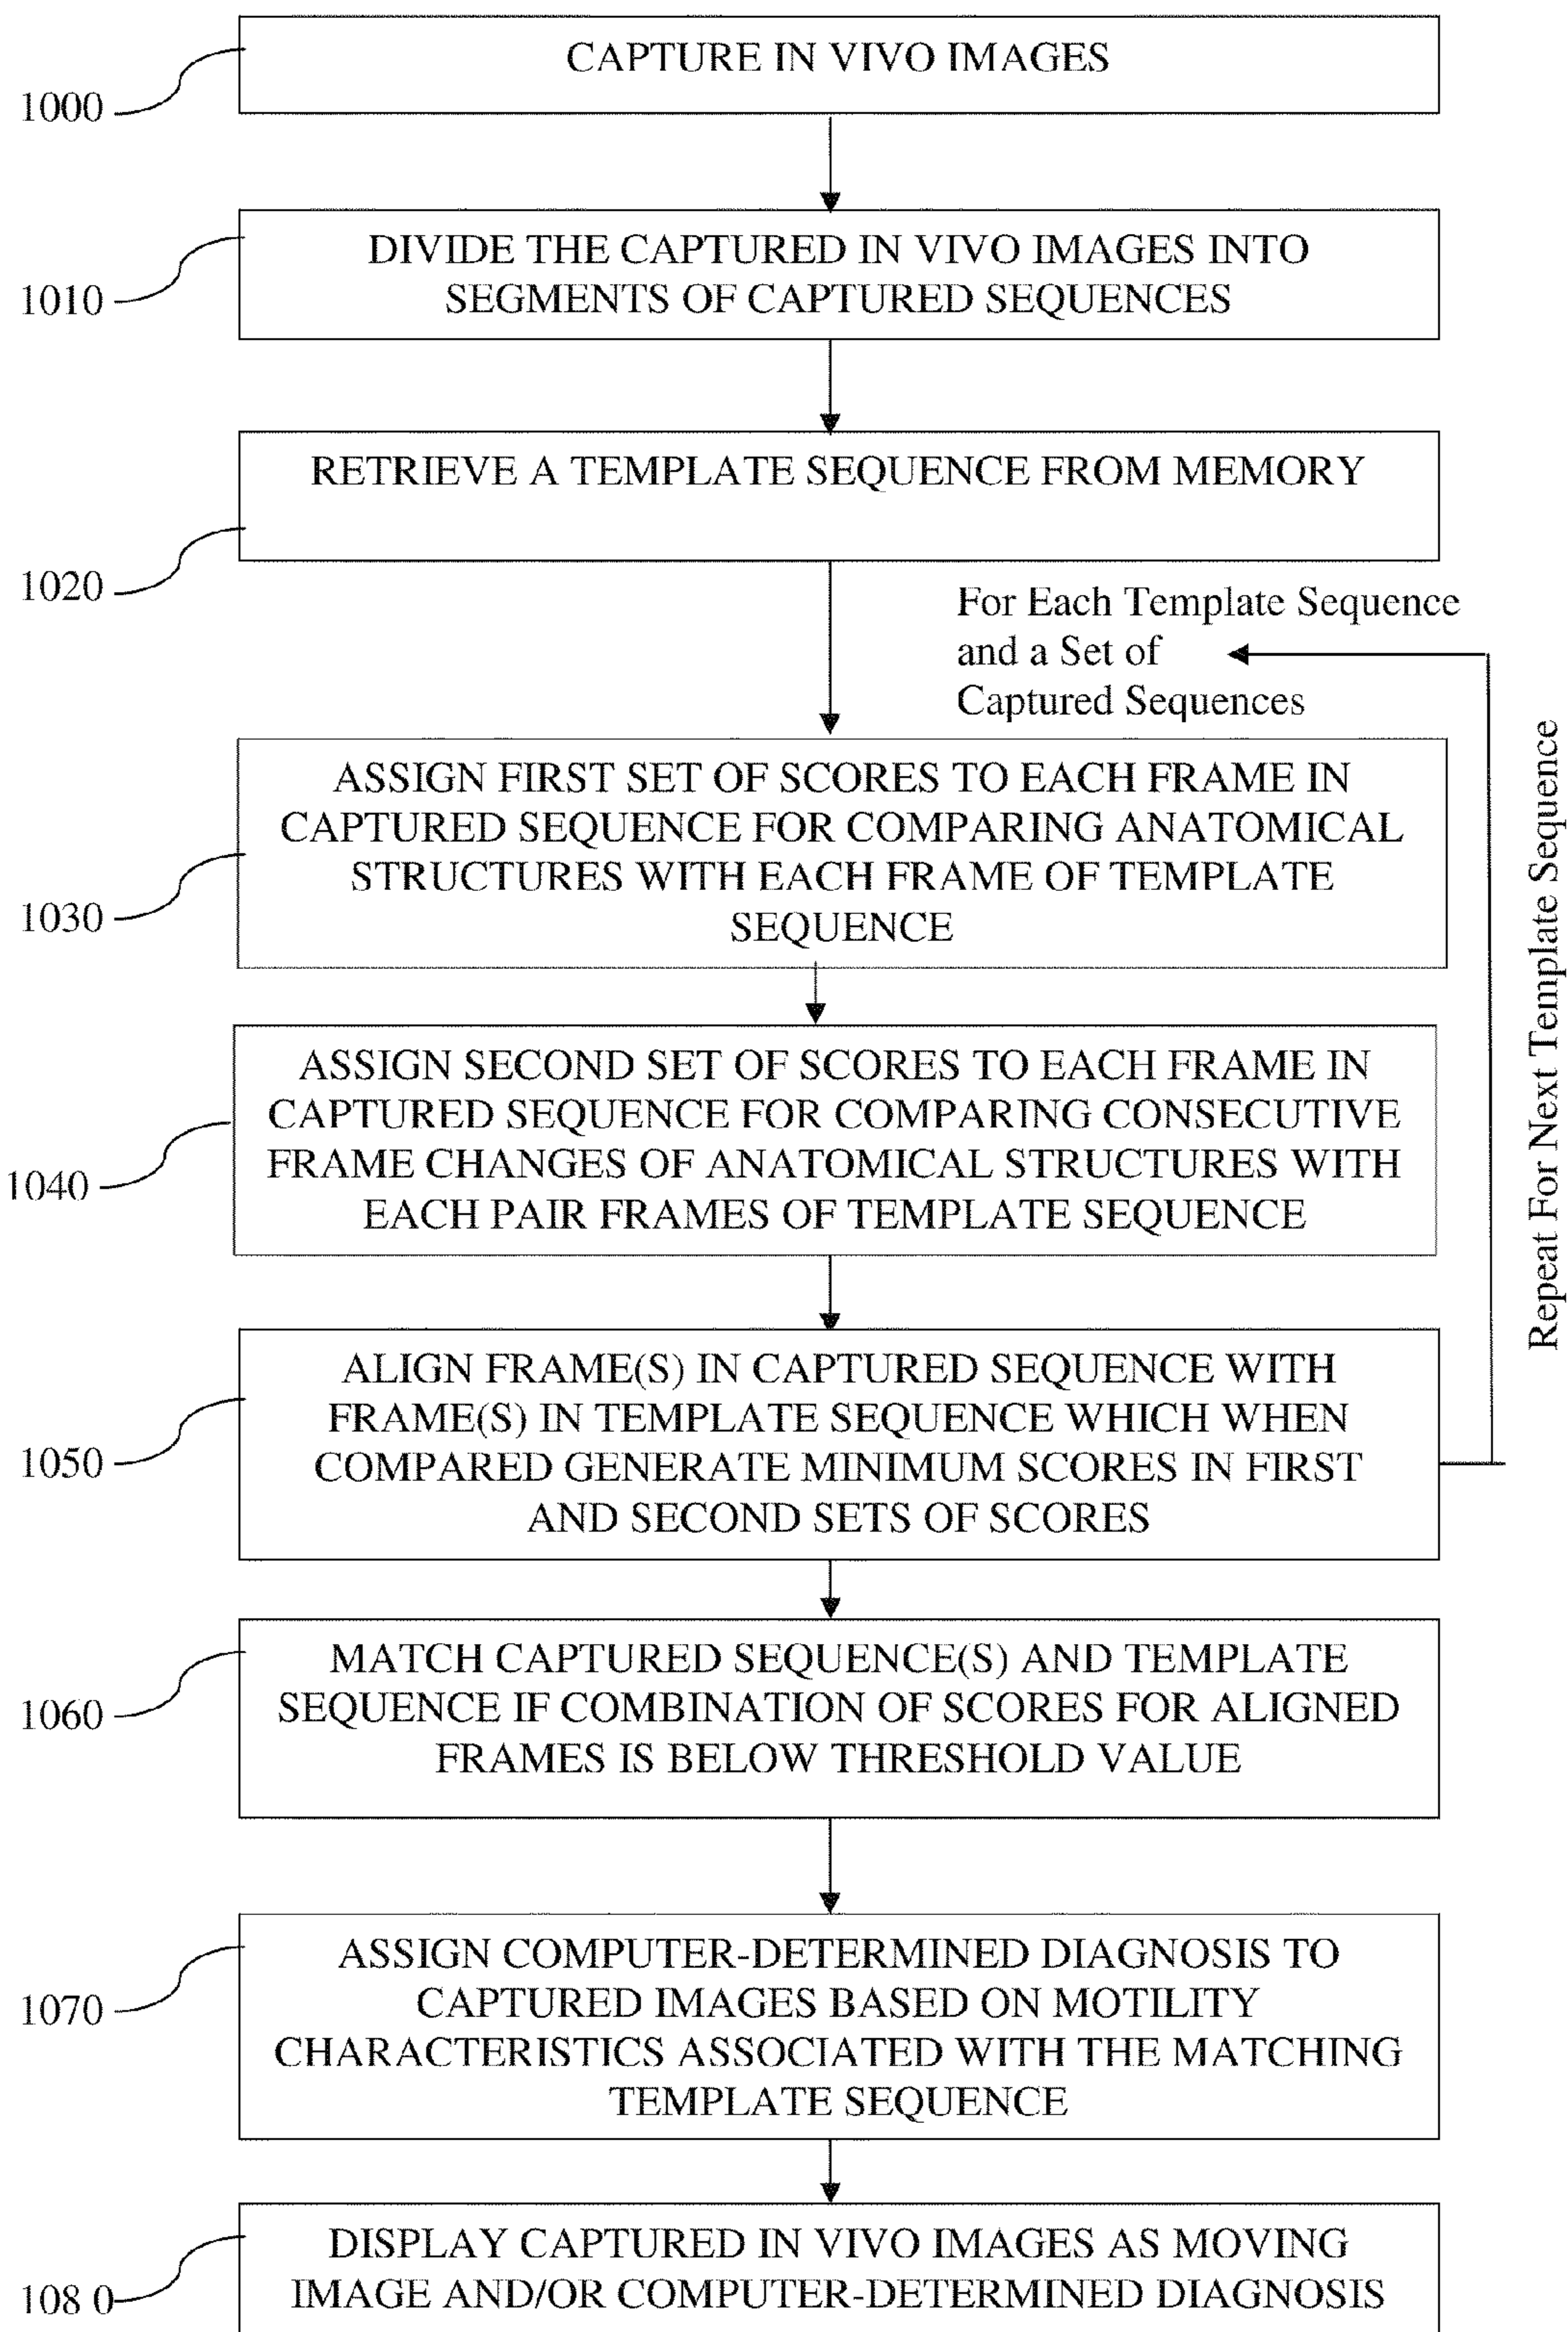 CAPTURE IN VIVO IMAGES
1000
DIVIDE THE CAPTURED IN VIVO IMAGES INTO
SEGMENTS OF CAPTURED SEQUENCES
1010
RETRIEVE A TEMPLATE SEQUENCE FROM MEMORY
1020
For Each Template Sequence
and a Set of
Captured Sequences
Repeat For Next Template Sequence
ASSIGN FIRST SET OF SCORES TO EACH FRAME IN
CAPTURED SEQUENCE FOR COMPARING ANATOMICAL
STRUCTURES WITH EACH FRAME OF TEMPLATE
SEQUENCE
1030
ASSIGN SECOND SET OF SCORES TO EACH FRAME IN
CAPTURED SEQUENCE FOR COMPARING CONSECUTIVE
FRAME CHANGES OF ANATOMICAL STRUCTURES WITH
EACH PAIR FRAMES OF TEMPLATE SEQUENCE
1040
ALIGN FRAME(S) IN CAPTURED SEQUENCE WITH
FRAME(S) IN TEMPLATE SEQUENCE WHICH WHEN
COMPARED GENERATE MINIMUM SCORES IN FIRST
AND SECOND SETS OF SCORES
1050
MATCH CAPTURED SEQUENCE(S) AND TEMPLATE
SEQUENCE IF COMBINATION OF SCORES FOR ALIGNED
FRAMES IS BELOW THRESHOLD VALUE
1060
ASSIGN COMPUTER-DETERMINED DIAGNOSIS TO
CAPTURED IMAGES BASED ON MOTILITY
CHARACTERISTICS ASSOCIATED WITH THE MATCHING
TEMPLATE SEQUENCE
1070
DISPLAY CAPTURED IN VIVO IMAGES AS MOVING
IMAGE AND/OR COMPUTER-DETERMINED DIAGNOSIS
108 0